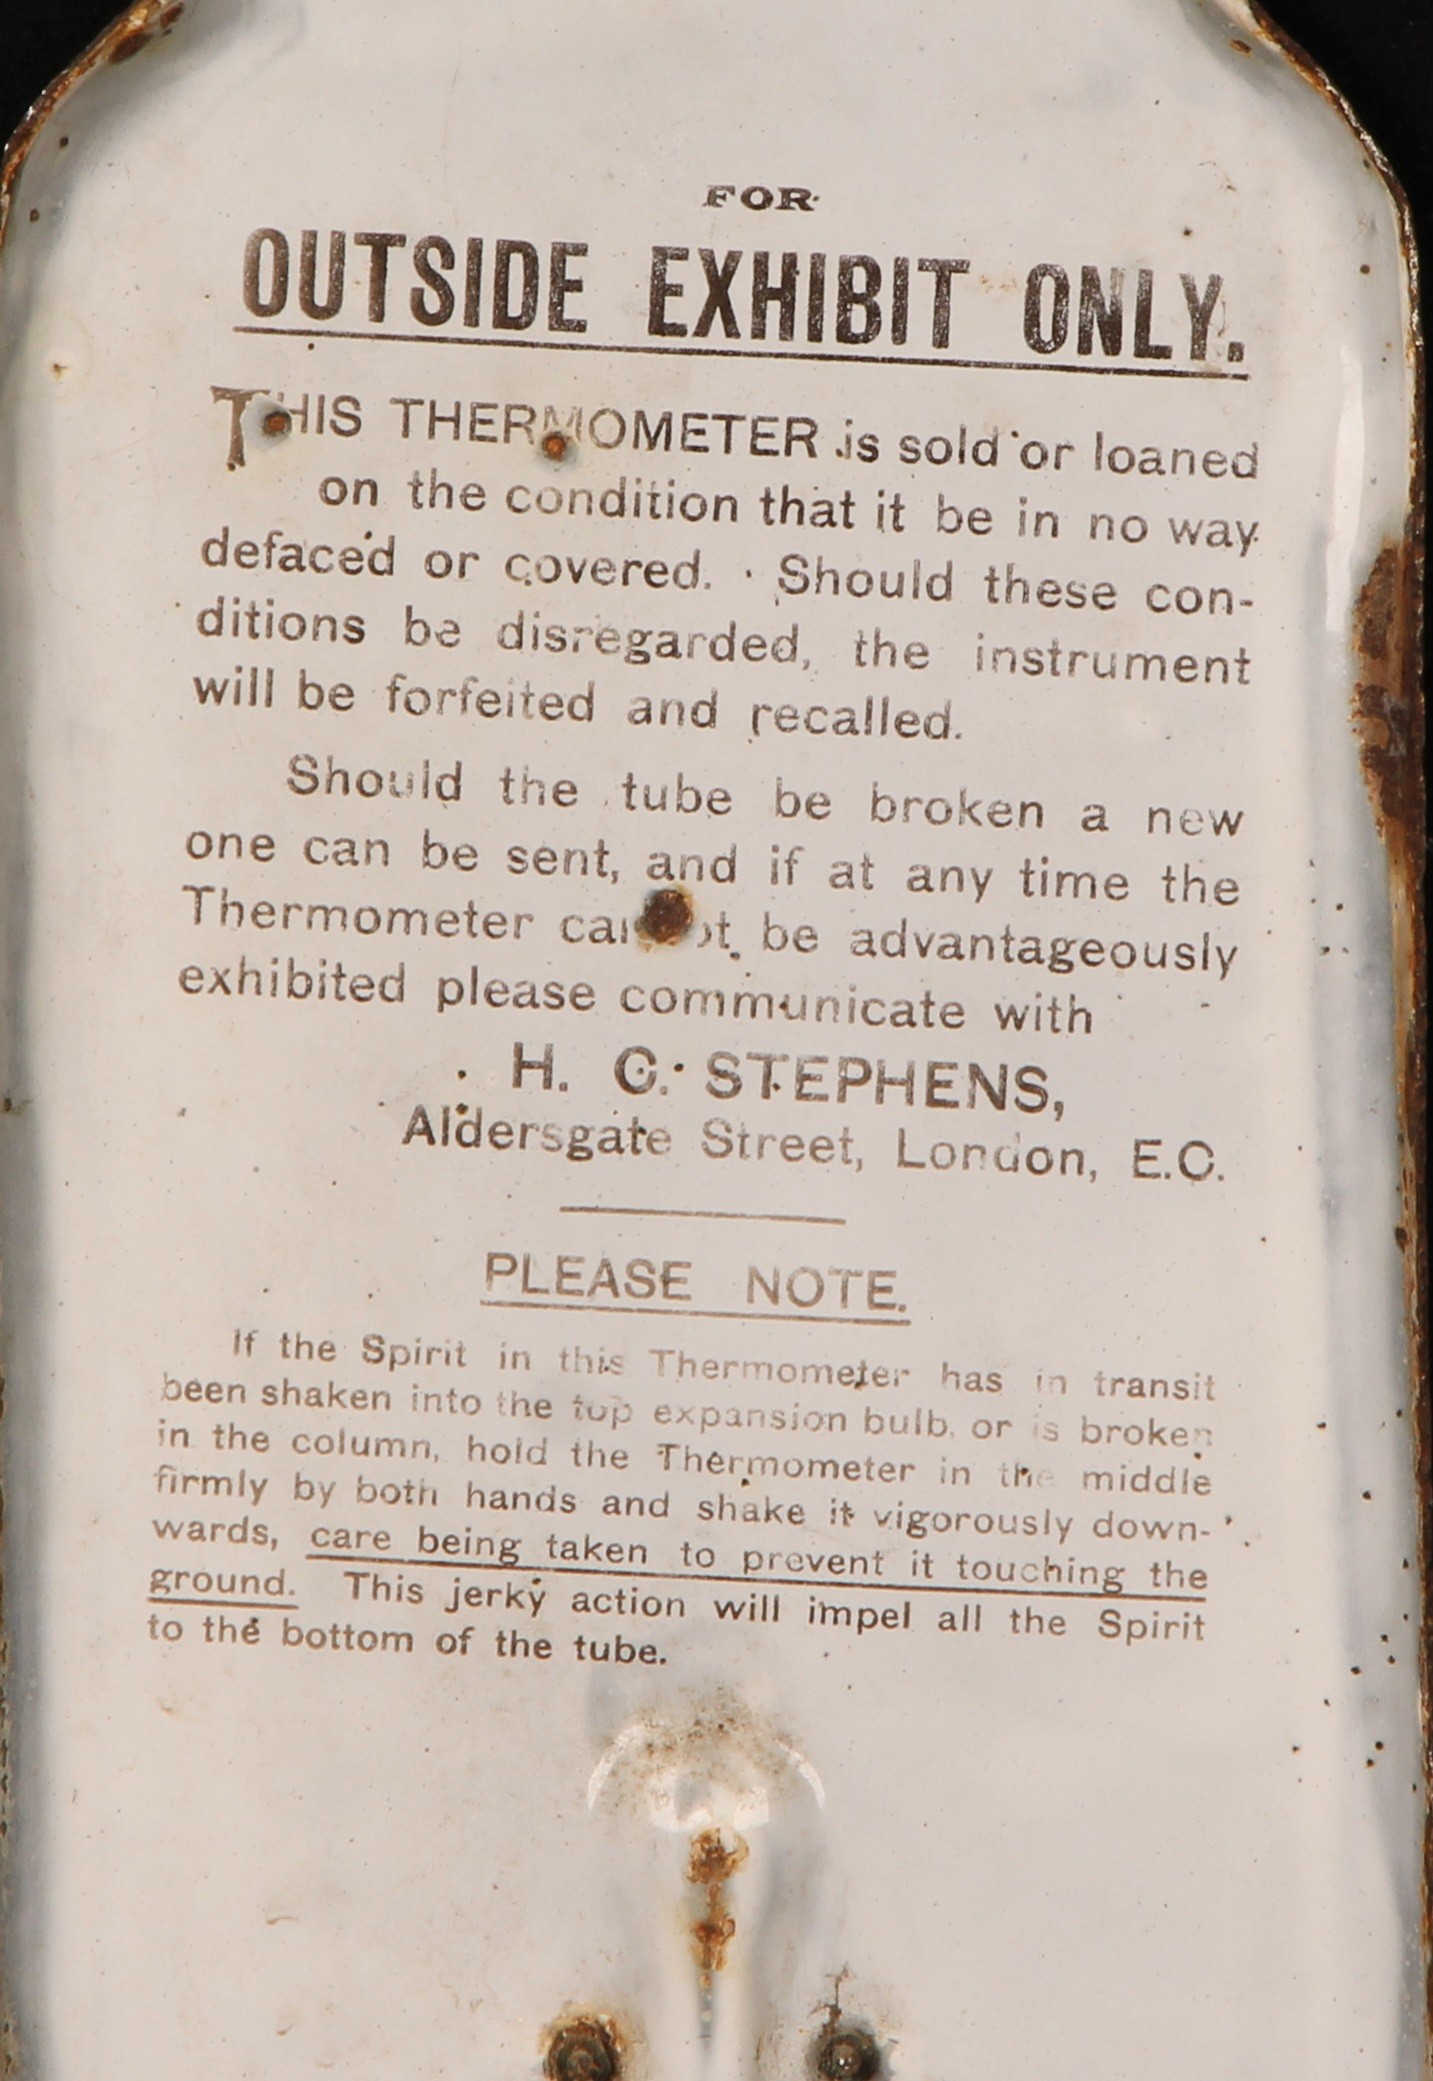 FOR
OUTSIDE EXHIBIT ONLY.
THIS THERMOMETER is sold or loaned
on the condition that it be in no way
defaced or covered. Should these con-
ditions be disregarded, the instrument
will be forfeited and recalled.
Should the tube be broken a new
one can be sent, and if at any time the
Thermometer cannot be advantageously
exhibited please communicate with
H. C. STEPHENS,
Aldersgate Street, London, E.C.
PLEASE NOTE.
If the Spirit in this Thermometer has in transit
been shaken into the top expansion bulb, or is broken
in the column, hold the Thermometer in the middle
firmly by both hands and shake it vigorously down-
wards, care being taken to prevent it touching the
ground. This jerky action will impel all the Spirit
to the bottom of the tube.